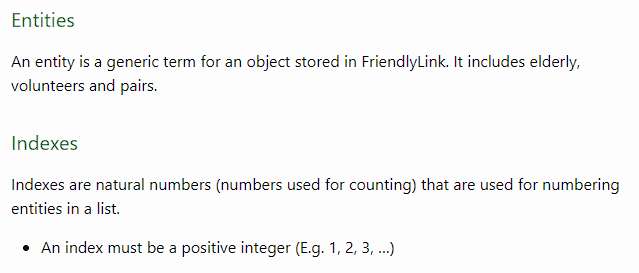 Entities
An entity is a generic term for an object stored in FriendlyLink. It includes elderly,
volunteers and pairs.
Indexes
Indexes are natural numbers (numbers used for counting) that are used for numbering
entities in a list.
• An index must be a positive integer (E.g. 1, 2, 3, ...)